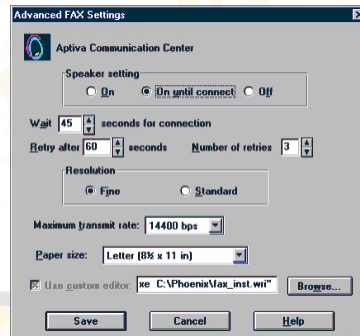 Advanced FAX Settings
Aptiva Communication Center
Speaker setting
On On until connect Off
Wait 45 seconds for connection
Retry after 60 seconds Number of retries 3
Resolution
Fine Standard
Maximum transmit rate: 14400 bps
Paper size: Letter (8½ x 11 in)
Use custom editor: xe C:\Phoenix\fax_inst.wri" Browse...
Save Cancel Help